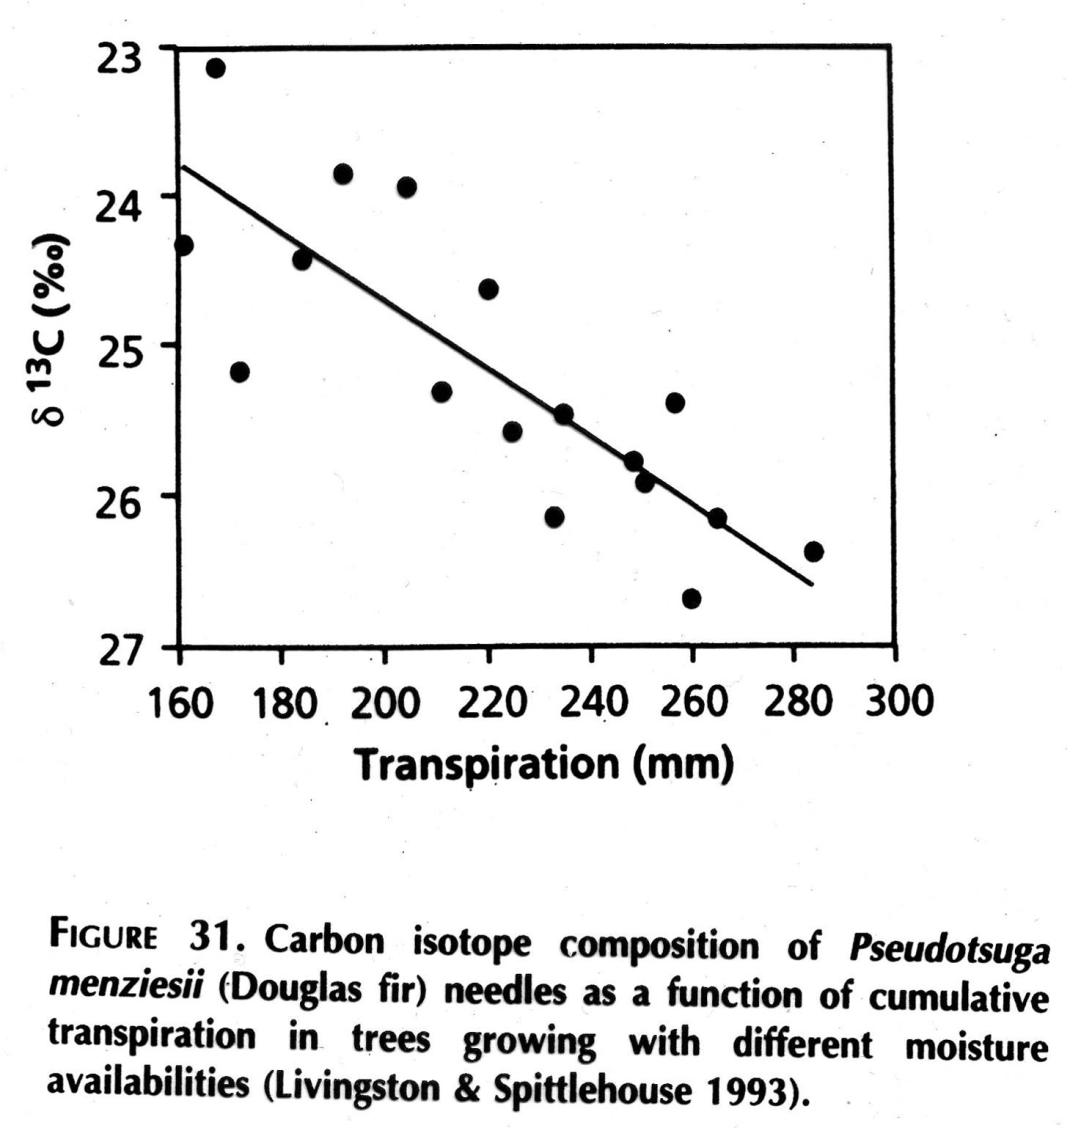 23
24
25
26
27
δ 13C (‰)
160 180 200 220 240 260 280 300
Transpiration (mm)
FIGURE 31. Carbon isotope composition of Pseudotsuga
menziesii (Douglas fir) needles as a function of cumulative
transpiration in trees growing with different moisture
availabilities (Livingston & Spittlehouse 1993).